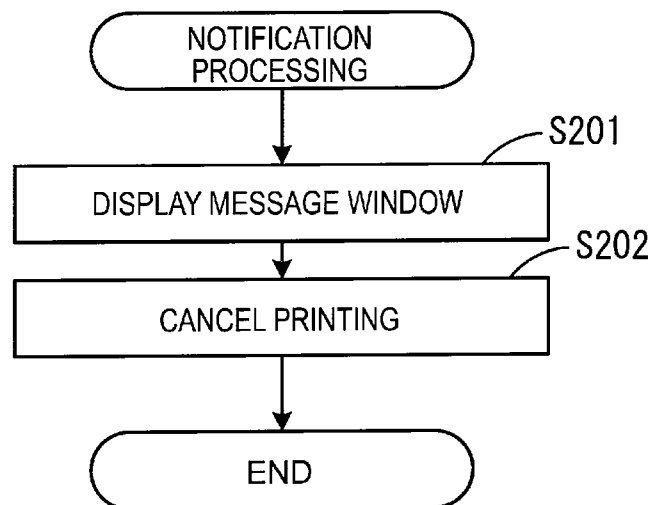 NOTIFICATION
PROCESSING
S201
DISPLAY MESSAGE WINDOW
S202
CANCEL PRINTING
END